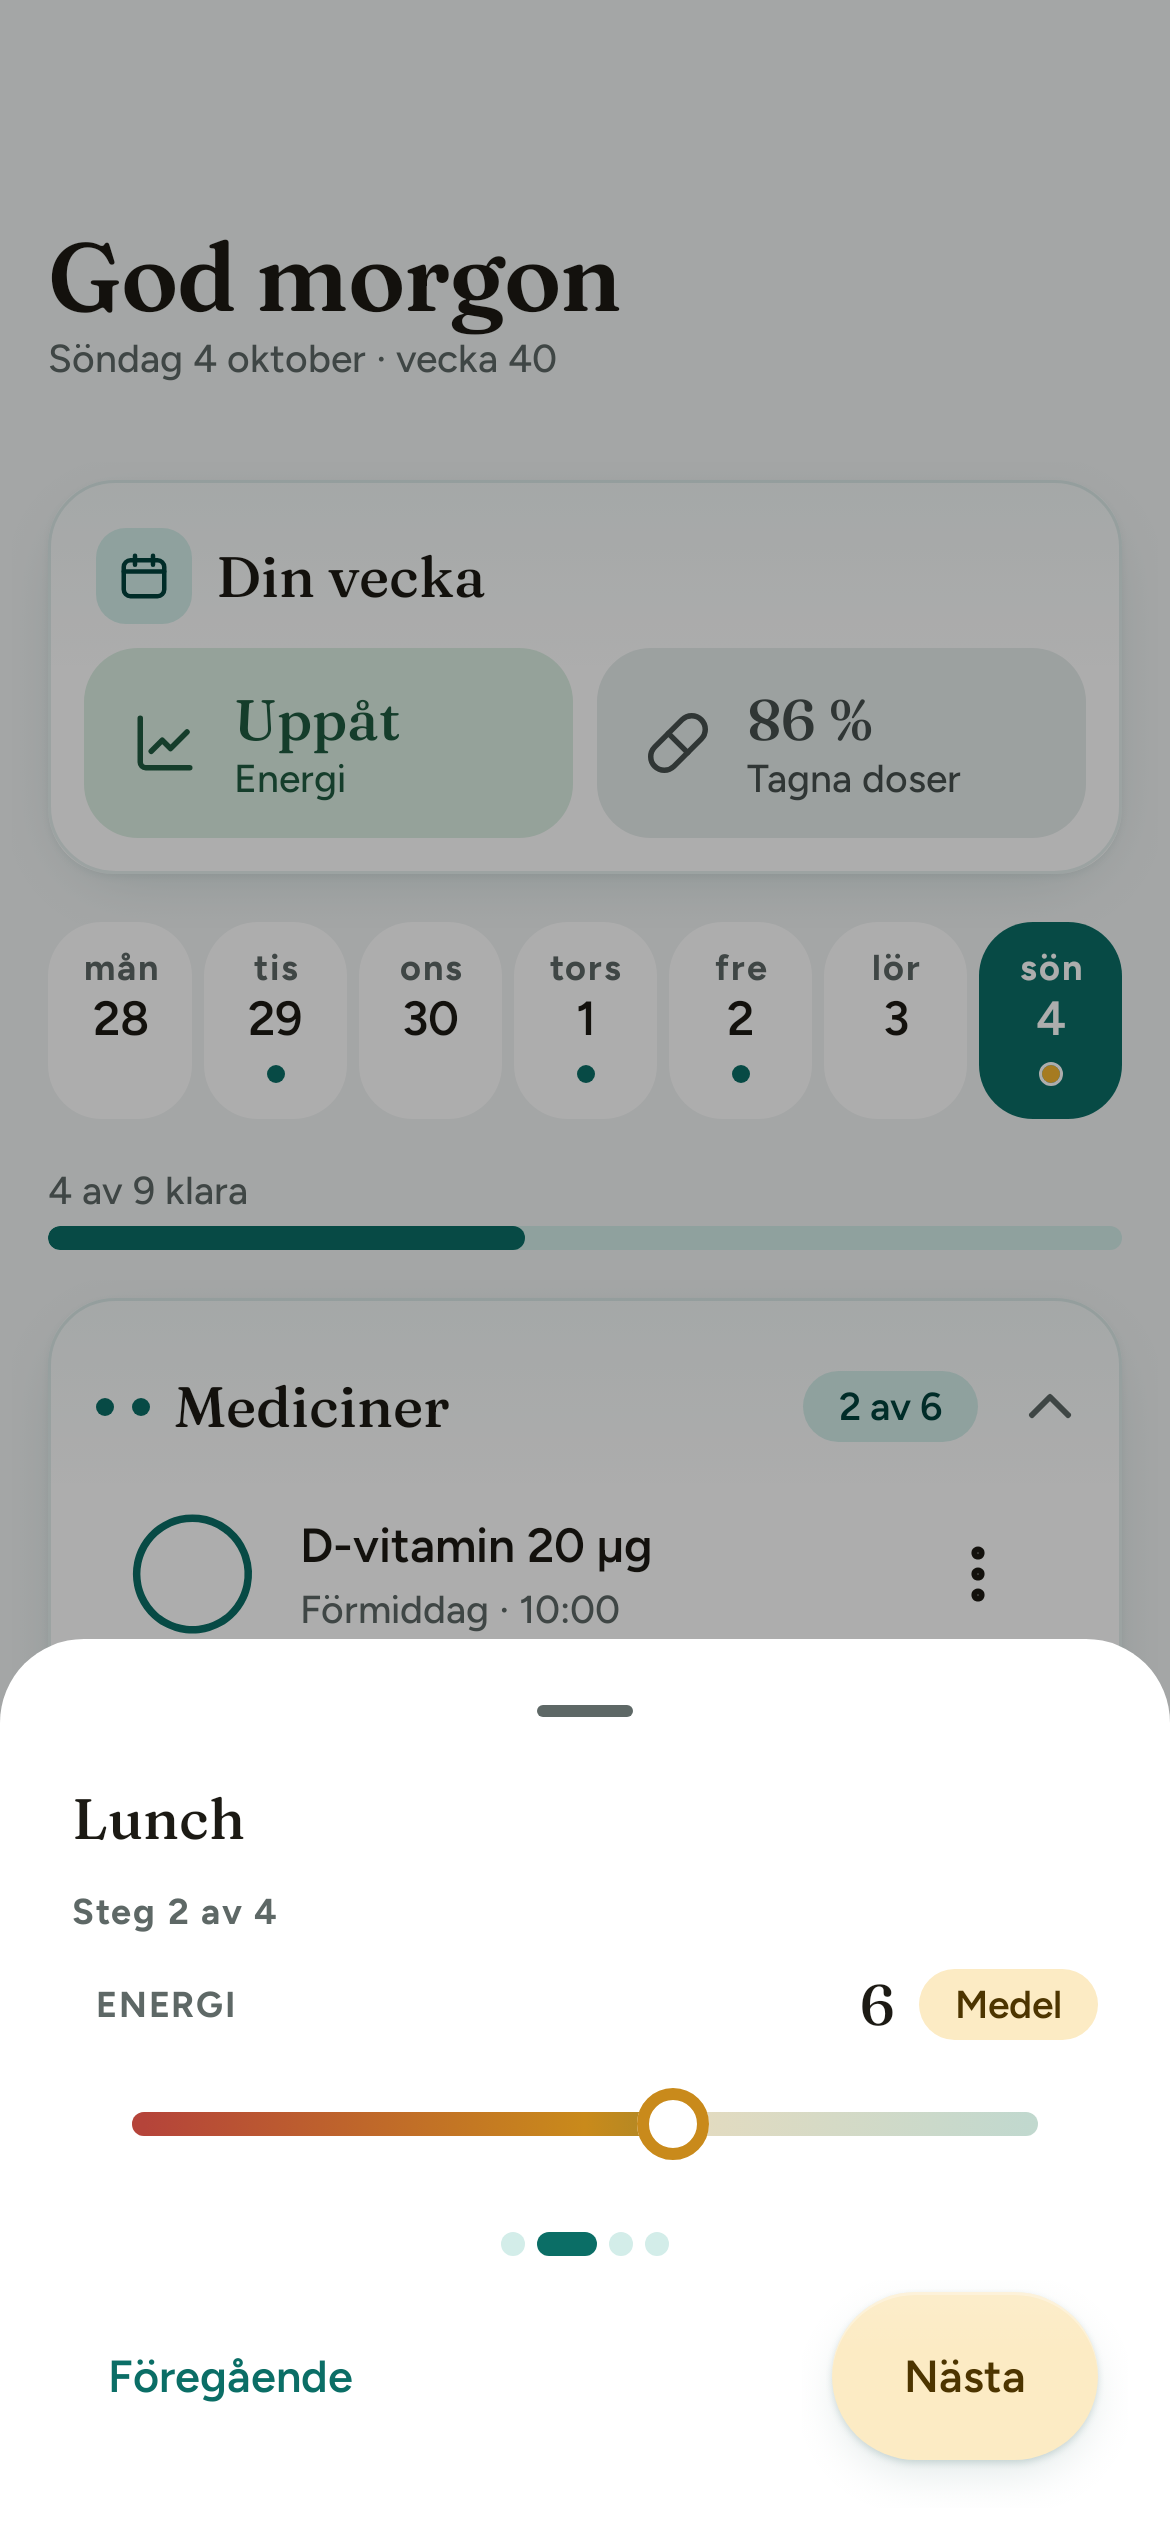 God morgon
Söndag 4 oktober · vecka 40
Din vecka
Uppåt
Energi
86 %
Tagna doser
mån tis ons tors fre lör sön
28 29 30 1 2 3 4
4 av 9 klara
Mediciner 2 av 6
D-vitamin 20 µg
Förmiddag · 10:00
Lunch
Steg 2 av 4
ENERGI 6 Medel
Föregående Nästa